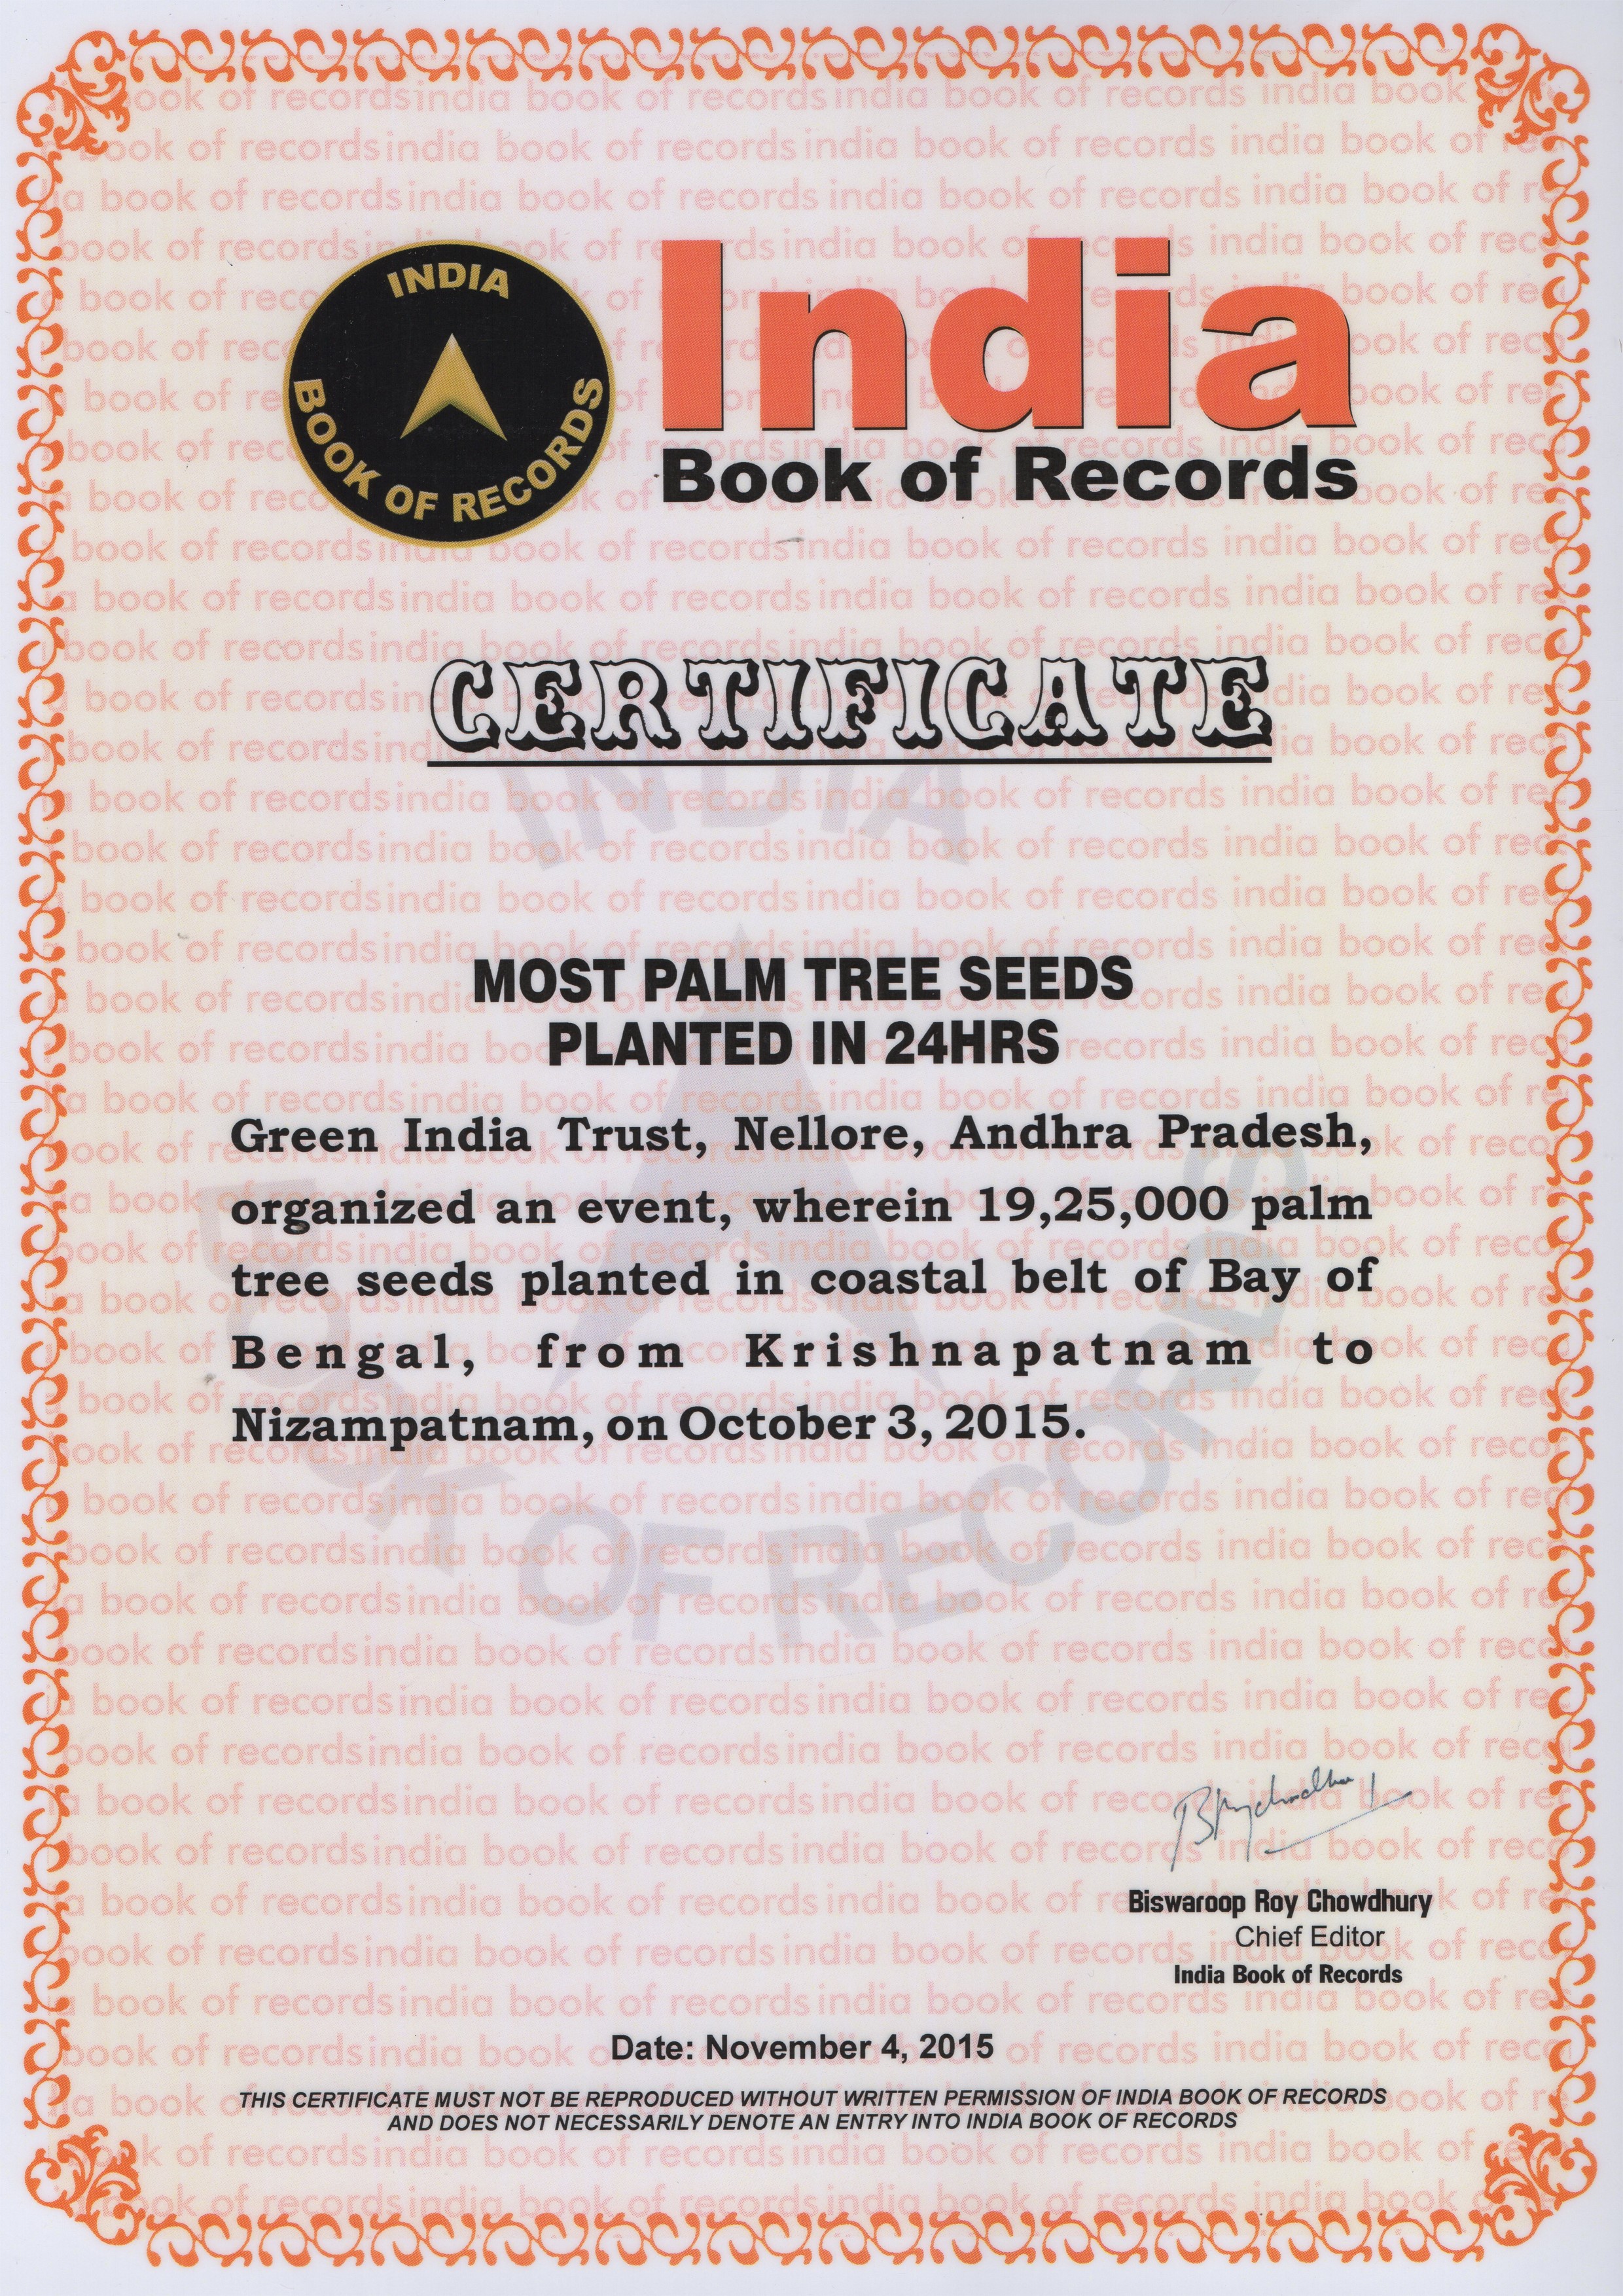 INDIA
BOOK OF RECORDS
India
Book of Records
CERTIFICATE
MOST PALM TREE SEEDS
PLANTED IN 24HRS
Green India Trust, Nellore, Andhra Pradesh,
organized an event, wherein 19,25,000 palm
tree seeds planted in coastal belt of Bay of
Bengal, from Krishnapatnam to
Nizampatnam, on October 3, 2015.
Biswaroop Roy Chowdhury
Chief Editor
India Book of Records
Date: November 4, 2015
THIS CERTIFICATE MUST NOT BE REPRODUCED WITHOUT WRITTEN PERMISSION OF INDIA BOOK OF RECORDS
AND DOES NOT NECESSARILY DENOTE AN ENTRY INTO INDIA BOOK OF RECORDS